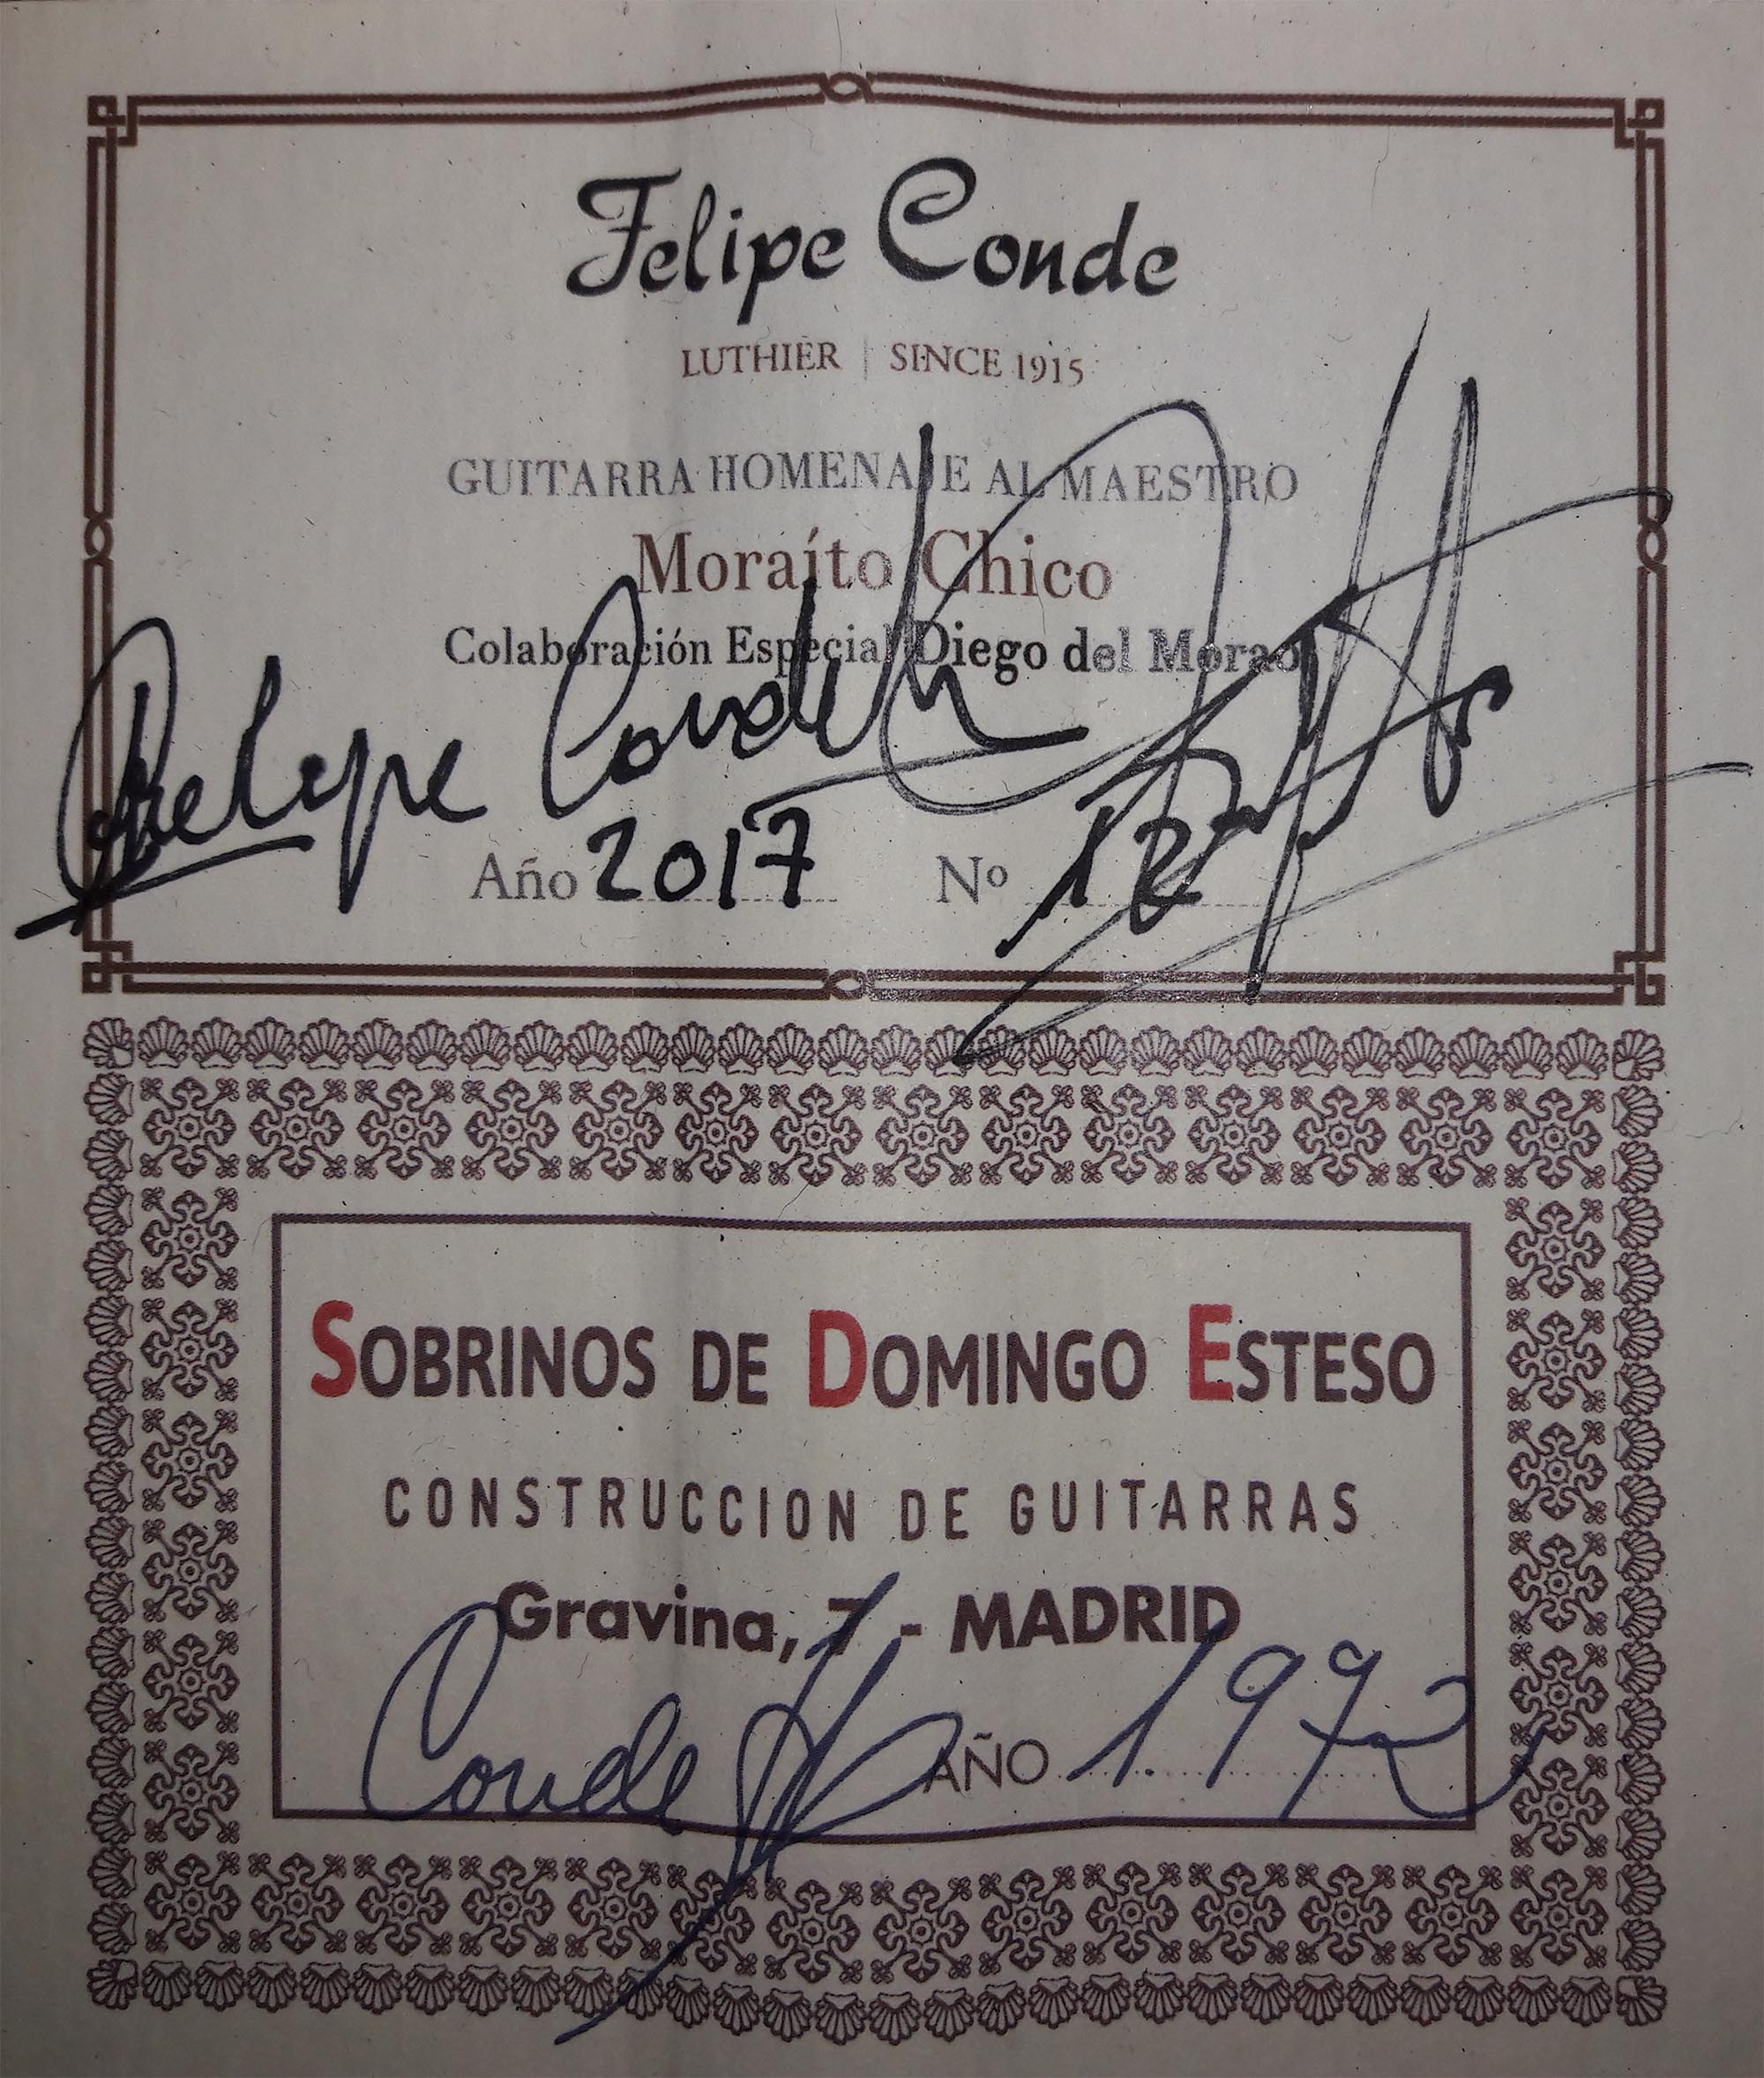 Felipe Conde
LUTHIER | SINCE 1915
GUITARRA HOMENAJE AL MAESTRO
Moraíto Chico
Colaboración Especial Diego del Morao
Felipe Conde
Año 2017 Nº 12
SOBRINOS DE DOMINGO ESTESO
CONSTRUCCION DE GUITARRAS
Gravina, 7 - MADRID
Conde AÑO 1.972